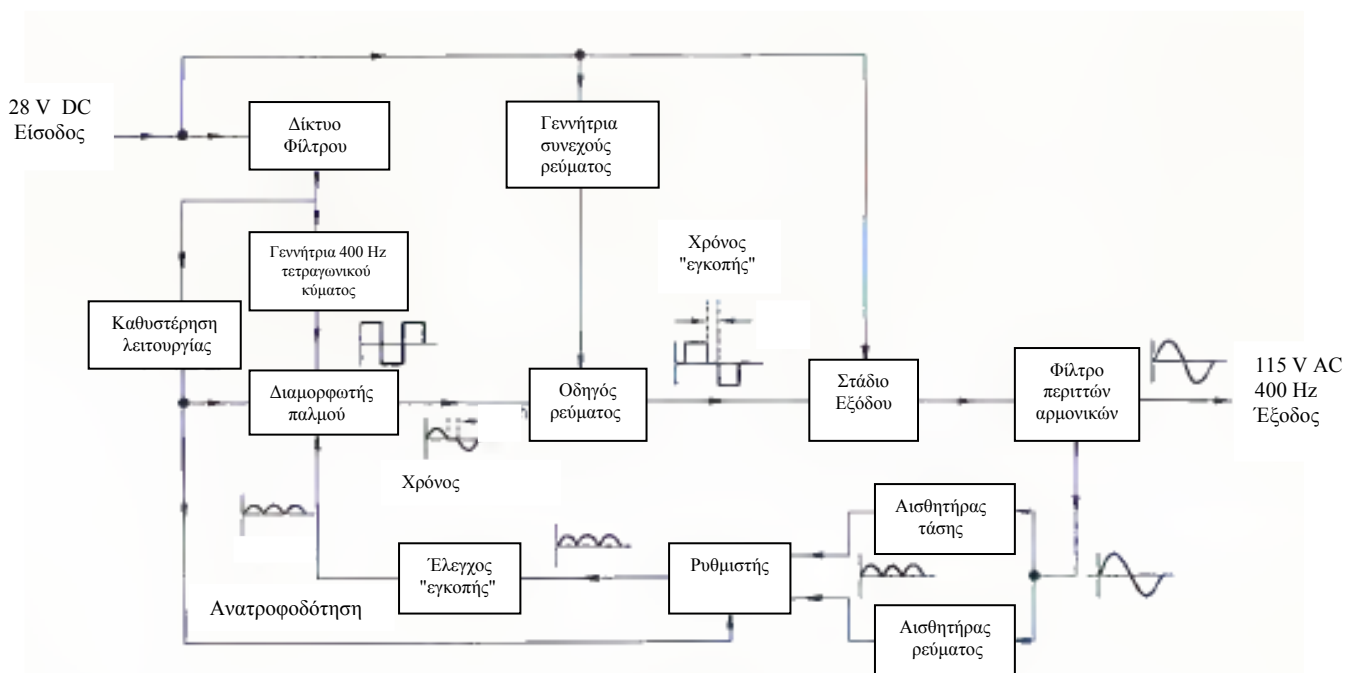 28 V DC
Είσοδος
Δίκτυο
Φίλτρου
Γεννήτρια
συνεχούς
ρεύματος
Γεννήτρια 400 Hz
τετραγωνικού
κύματος
Χρόνος
"εγκοπής"
Καθυστέρηση
λειτουργίας
Διαμορφωτής
παλμού
Οδηγός
ρεύματος
Στάδιο
Εξόδου
Φίλτρο
περιττών
αρμονικών
115 V AC
400 Hz
Έξοδος
Χρόνος
Αισθητήρας
τάσης
Έλεγχος
"εγκοπής"
Ρυθμιστής
Ανατροφοδότηση
Αισθητήρας
ρεύματος